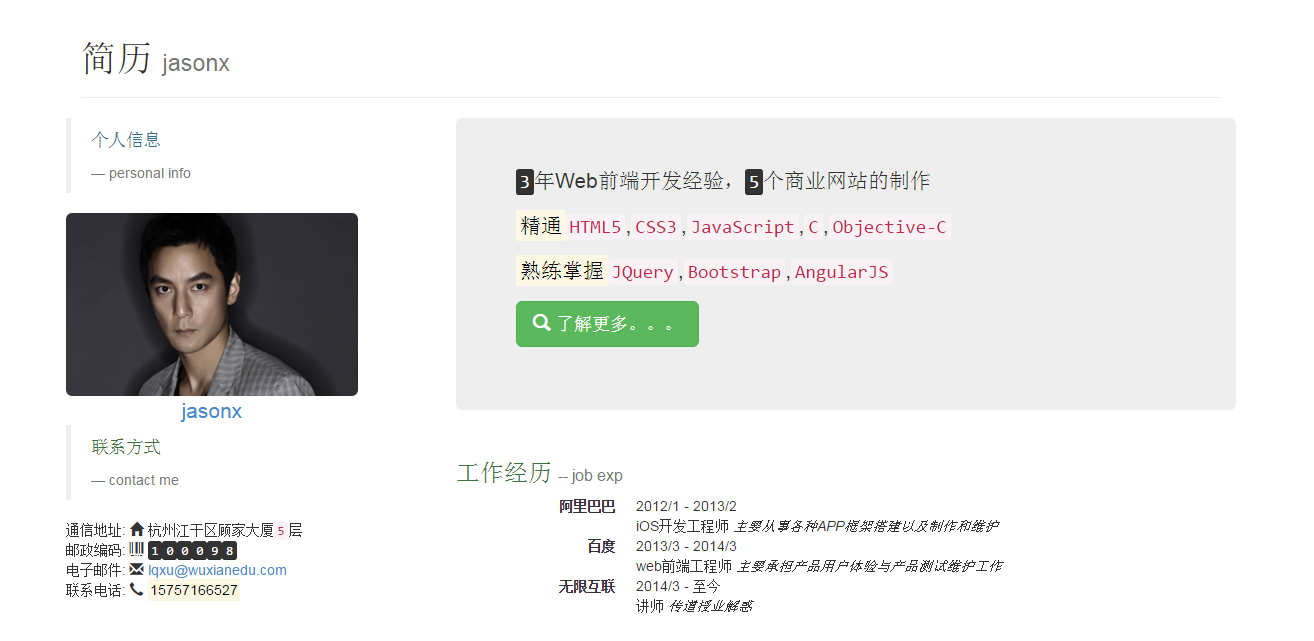 简历 jasonx
个人信息
— personal info
jasonx
联系方式
— contact me
通信地址: 杭州江干区顾家大厦 5 层
邮政编码: 1 0 0 0 9 8
电子邮件: lqxu@wuxianedu.com
联系电话: 15757166527
3年Web前端开发经验，5个商业网站的制作
精通 HTML5,CSS3,JavaScript,C,Objective-C
熟练掌握 JQuery,Bootstrap,AngularJS
了解更多。。。
工作经历 -- job exp
阿里巴巴 2012/1 - 2013/2
iOS开发工程师 主要从事各种APP框架搭建以及制作和维护
百度 2013/3 - 2014/3
web前端工程师 主要承担产品用户体验与产品测试维护工作
无限互联 2014/3 - 至今
讲师 传道授业解惑